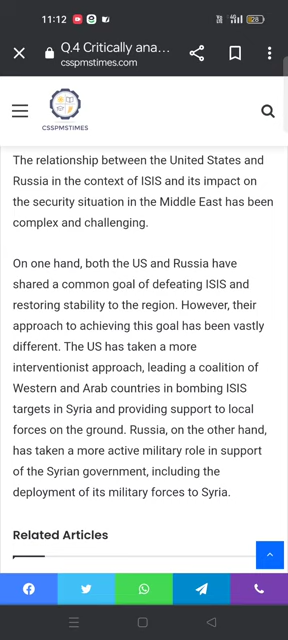 11:12
28
Q.4 Critically ana...
csspmstimes.com
CSSPMSTIMES
The relationship between the United States and
Russia in the context of ISIS and its impact on
the security situation in the Middle East has been
complex and challenging.
On one hand, both the US and Russia have
shared a common goal of defeating ISIS and
restoring stability to the region. However, their
approach to achieving this goal has been vastly
different. The US has taken a more
interventionist approach, leading a coalition of
Western and Arab countries in bombing ISIS
targets in Syria and providing support to local
forces on the ground. Russia, on the other hand,
has taken a more active military role in support
of the Syrian government, including the
deployment of its military forces to Syria.
Related Articles